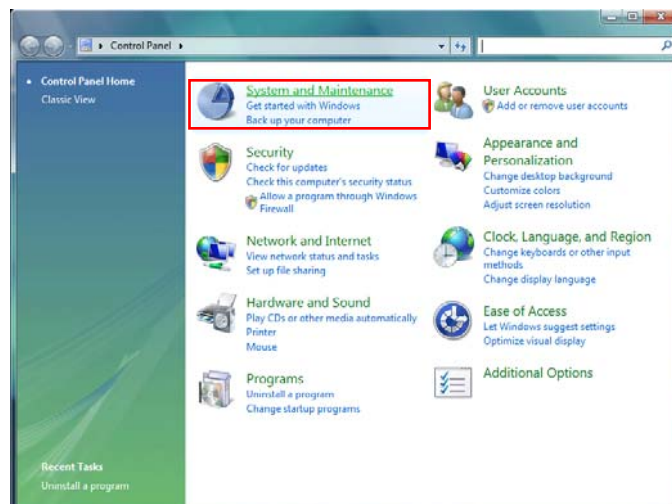 Control Panel
Control Panel Home
Classic View
System and Maintenance
Get started with Windows
Back up your computer
Security
Check for updates
Check this computer's security status
Allow a program through Windows
Firewall
Network and Internet
View network status and tasks
Set up file sharing
Hardware and Sound
Play CDs or other media automatically
Printer
Mouse
Programs
Uninstall a program
Change startup programs
User Accounts
Add or remove user accounts
Appearance and
Personalization
Change desktop background
Customize colors
Adjust screen resolution
Clock, Language, and Region
Change keyboards or other input
methods
Change display language
Ease of Access
Let Windows suggest settings
Optimize visual display
Additional Options
Recent Tasks
Uninstall a program